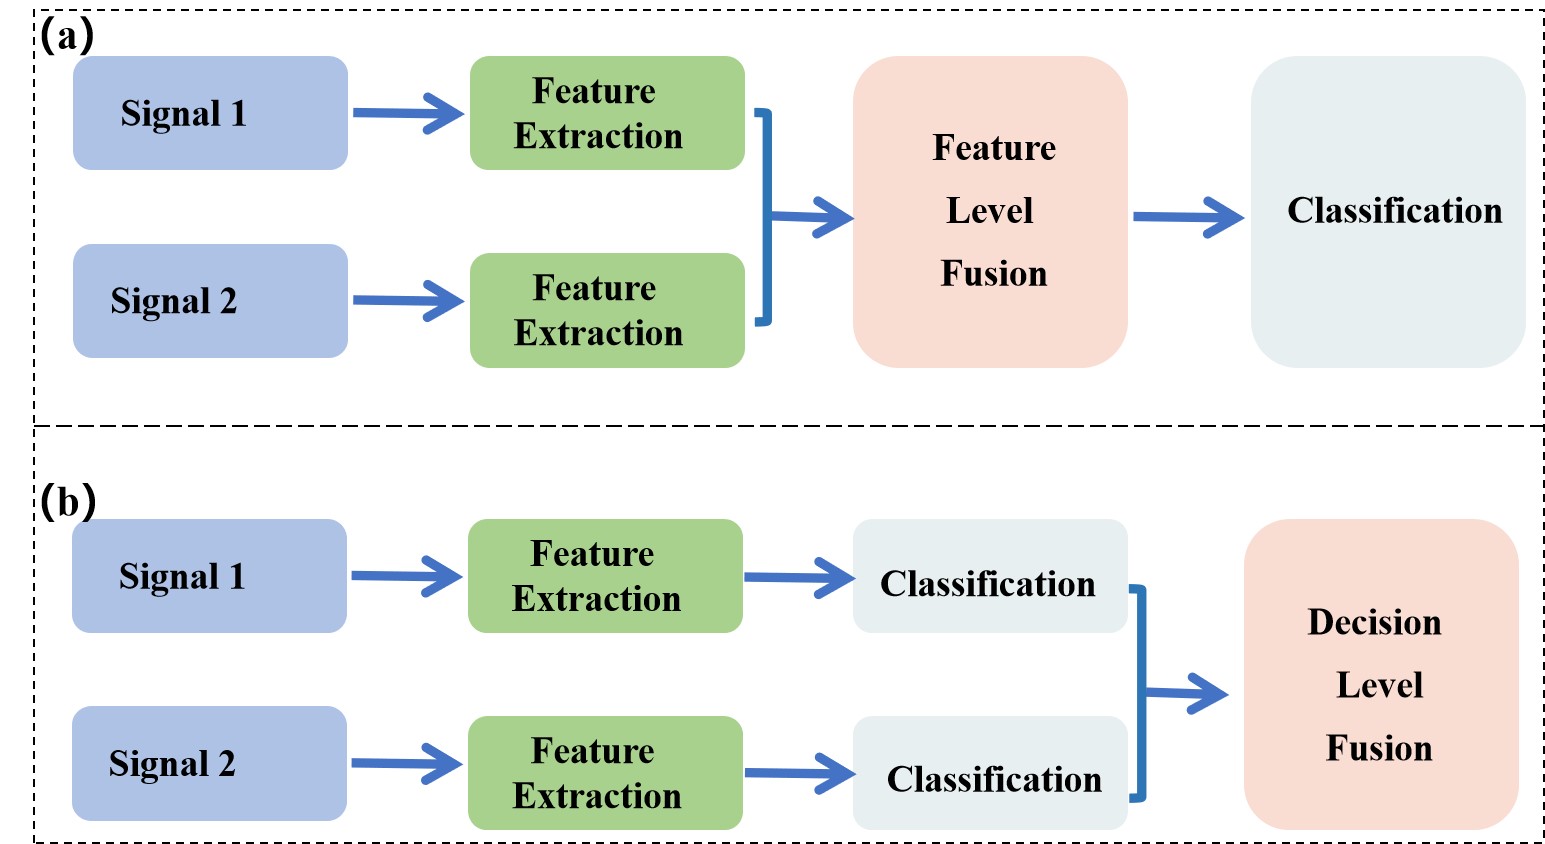 (a)
Signal 1
Feature
Extraction
Signal 2
Feature
Extraction
Feature
Level
Fusion
Classification
(b)
Signal 1
Feature
Extraction
Classification
Signal 2
Feature
Extraction
Classification
Decision
Level
Fusion